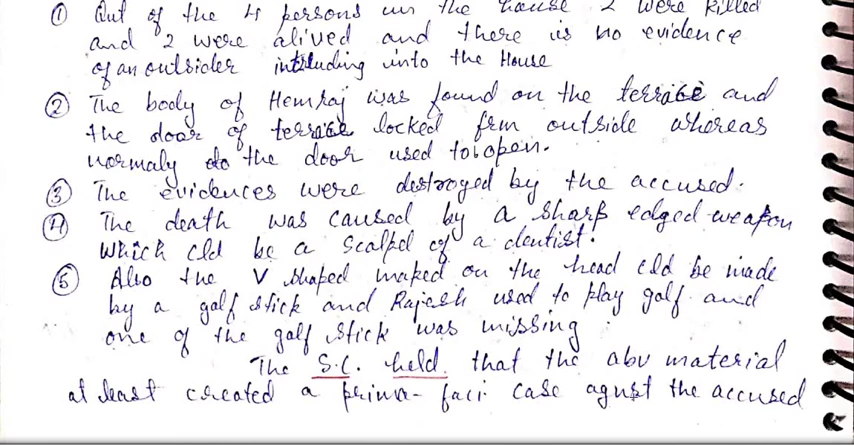 ① Out of the 4 persons in the house 2 were killed
and 2 were alived and there is no evidence
of an outsider intruding into the House
② The body of Hemraj was found on the terrace and
the door of terrace locked frm outside whereas
normaly do the door used to open.
③ The evidences were destroyed by the accused.
④ The death was caused by a sharp edged weapon
which cld be a scalpel of a dentist.
⑤ Also the V shaped maked on the head cld be made
by a golf stick and Rajesh used to play golf and
one of the golf stick was missing
The S.C. held that the abv material
at least created a prima-faci case agnst the accused